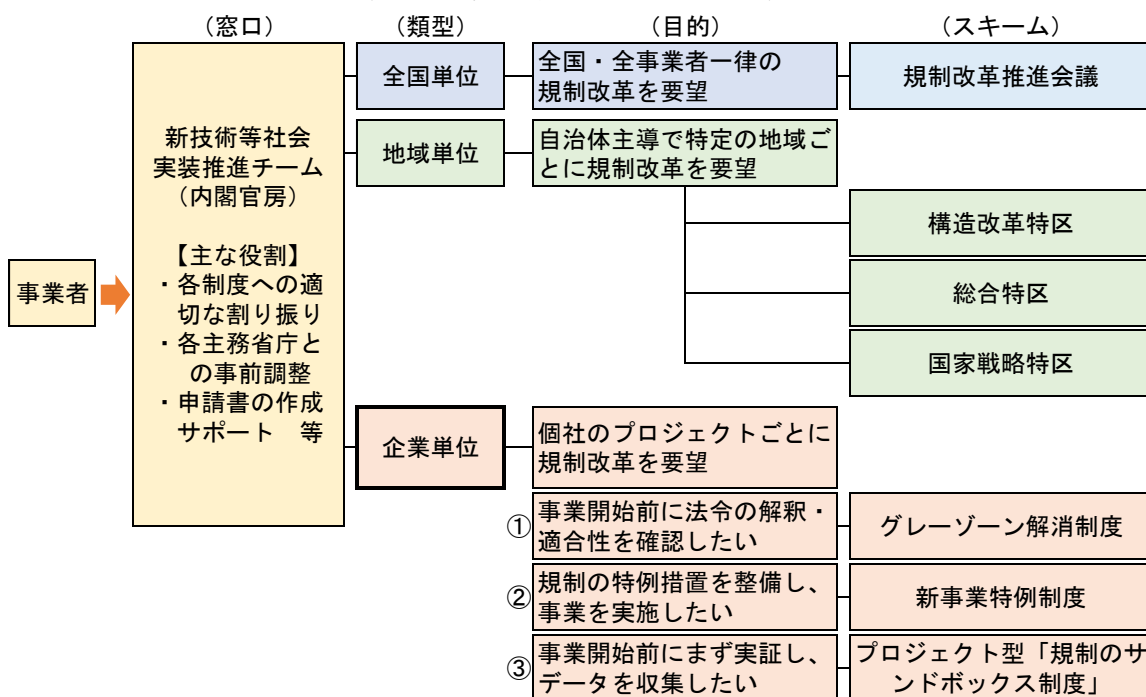 （窓口）
（類型）
（目的）
（スキーム）
事業者
新技術等社会
実装推進チーム
（内閣官房）
【主な役割】
・各制度への適
切な割り振り
・各主務省庁と
の事前調整
・申請書の作成
サポート　等
全国単位
全国・全事業者一律の
規制改革を要望
規制改革推進会議
地域単位
自治体主導で特定の地域ご
とに規制改革を要望
構造改革特区
総合特区
国家戦略特区
企業単位
個社のプロジェクトごとに
規制改革を要望
①
事業開始前に法令の解釈・
適合性を確認したい
グレーゾーン解消制度
②
規制の特例措置を整備し、
事業を実施したい
新事業特例制度
③
事業開始前にまず実証し、
データを収集したい
プロジェクト型「規制のサ
ンドボックス制度」